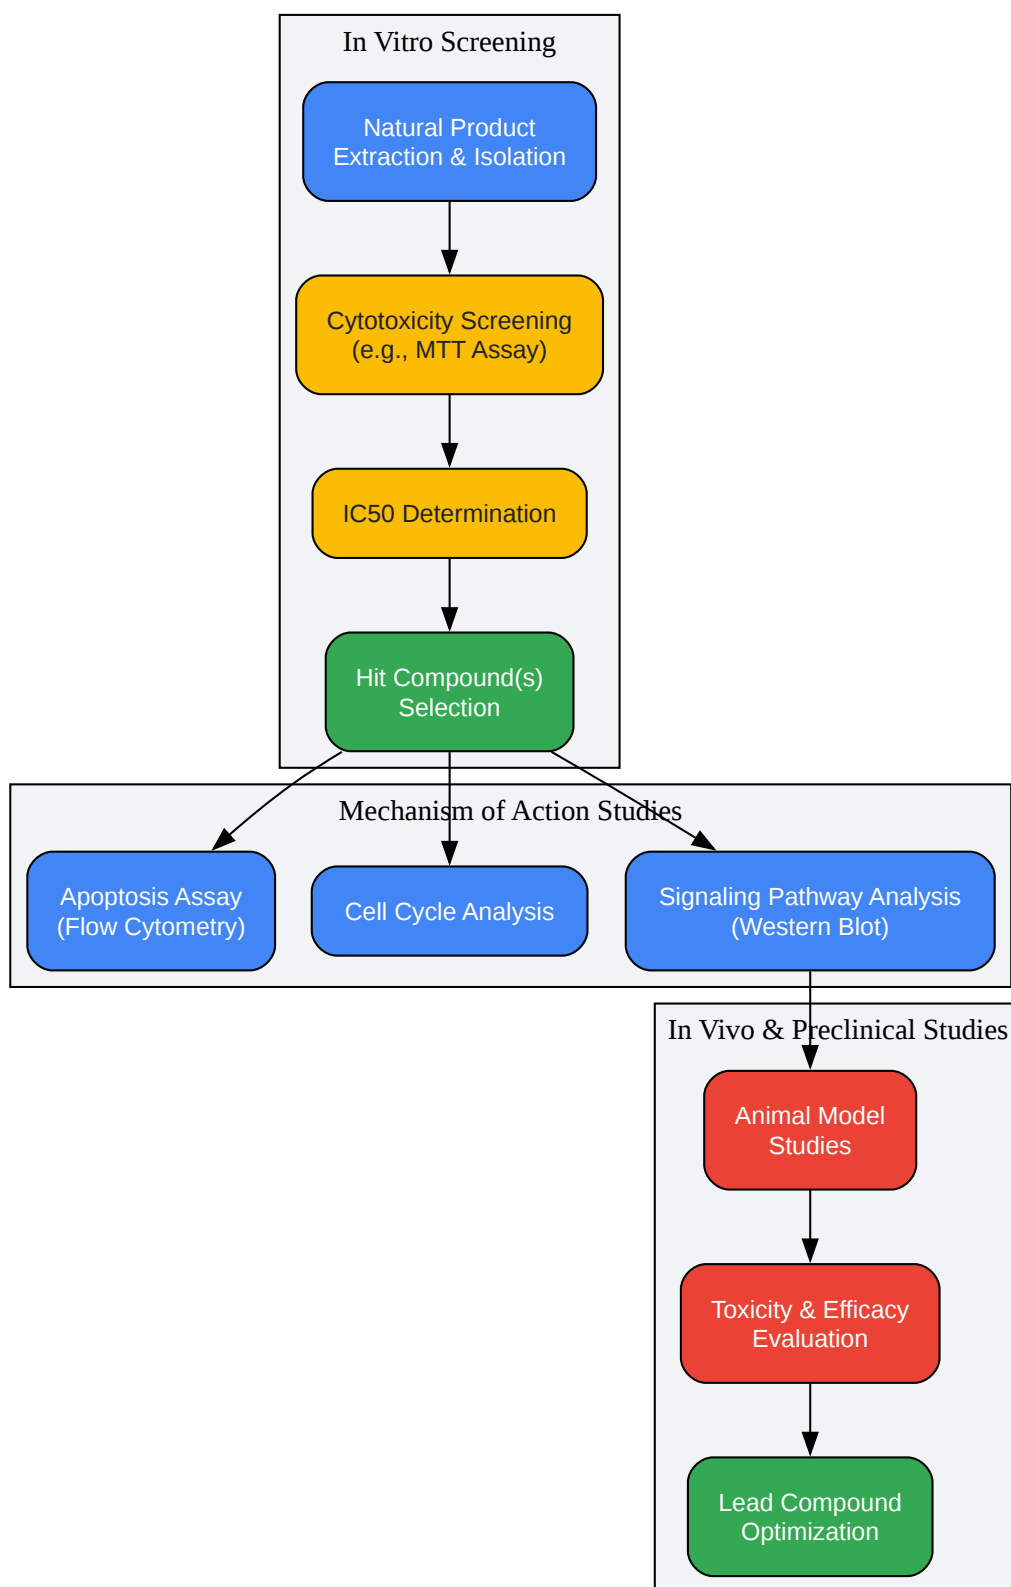 In Vitro Screening
Natural Product
Extraction & Isolation
Cytotoxicity Screening
(e.g., MTT Assay)
IC50 Determination
Hit Compound(s)
Selection
Mechanism of Action Studies
Apoptosis Assay
(Flow Cytometry)
Cell Cycle Analysis
Signaling Pathway Analysis
(Western Blot)
In Vivo & Preclinical Studies
Animal Model
Studies
Toxicity & Efficacy
Evaluation
Lead Compound
Optimization